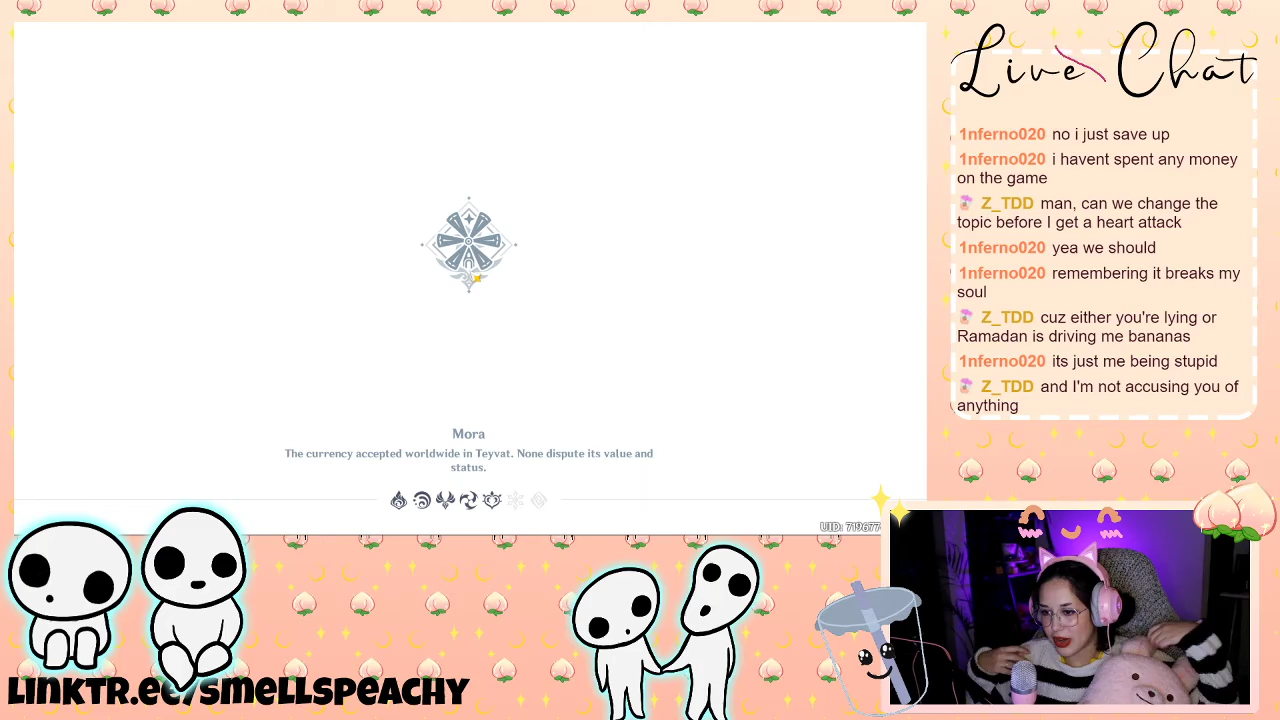 Live Chat
1nferno020 no i just save up
1nferno020 i havent spent any money
on the game
Z_TDD man, can we change the
topic before I get a heart attack
1nferno020 yea we should
1nferno020 remembering it breaks my
soul
Z_TDD cuz either you're lying or
Ramadan is driving me bananas
1nferno020 its just me being stupid
Z_TDD and I'm not accusing you of
anything
Mora
The currency accepted worldwide in Teyvat. None dispute its value and
status.
UID: 719677
linktr.ee/smellspeachy